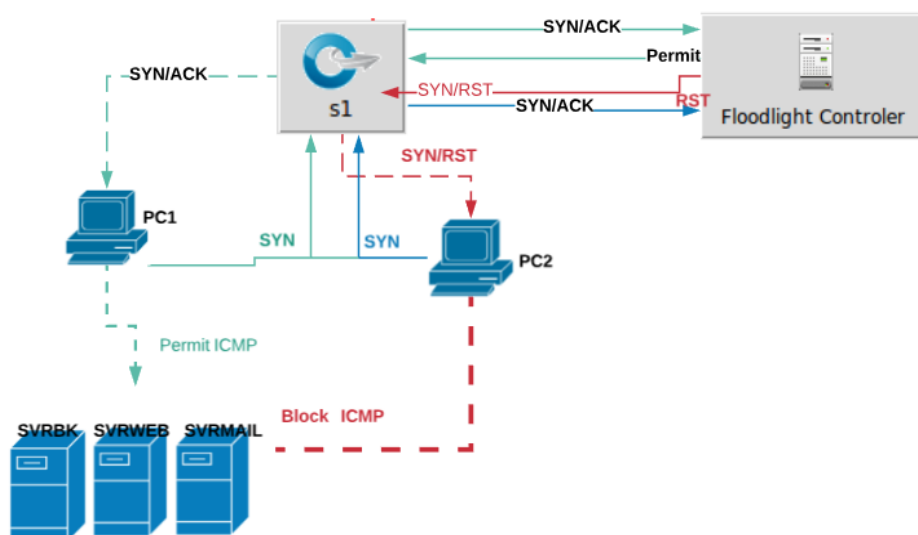 SYN/ACK
Permit
SYN/ACK
SYN/RST
RST
SYN/ACK
s1
Floodlight Controler
SYN/RST
PC1
SYN
SYN
PC2
Permit ICMP
Block ICMP
SVRBK
SVRWEB
SVRMAIL